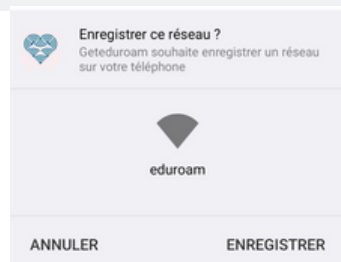 Enregistrer ce réseau ?
Geteduroam souhaite enregistrer un réseau
sur votre téléphone
eduroam
ANNULER ENREGISTRER